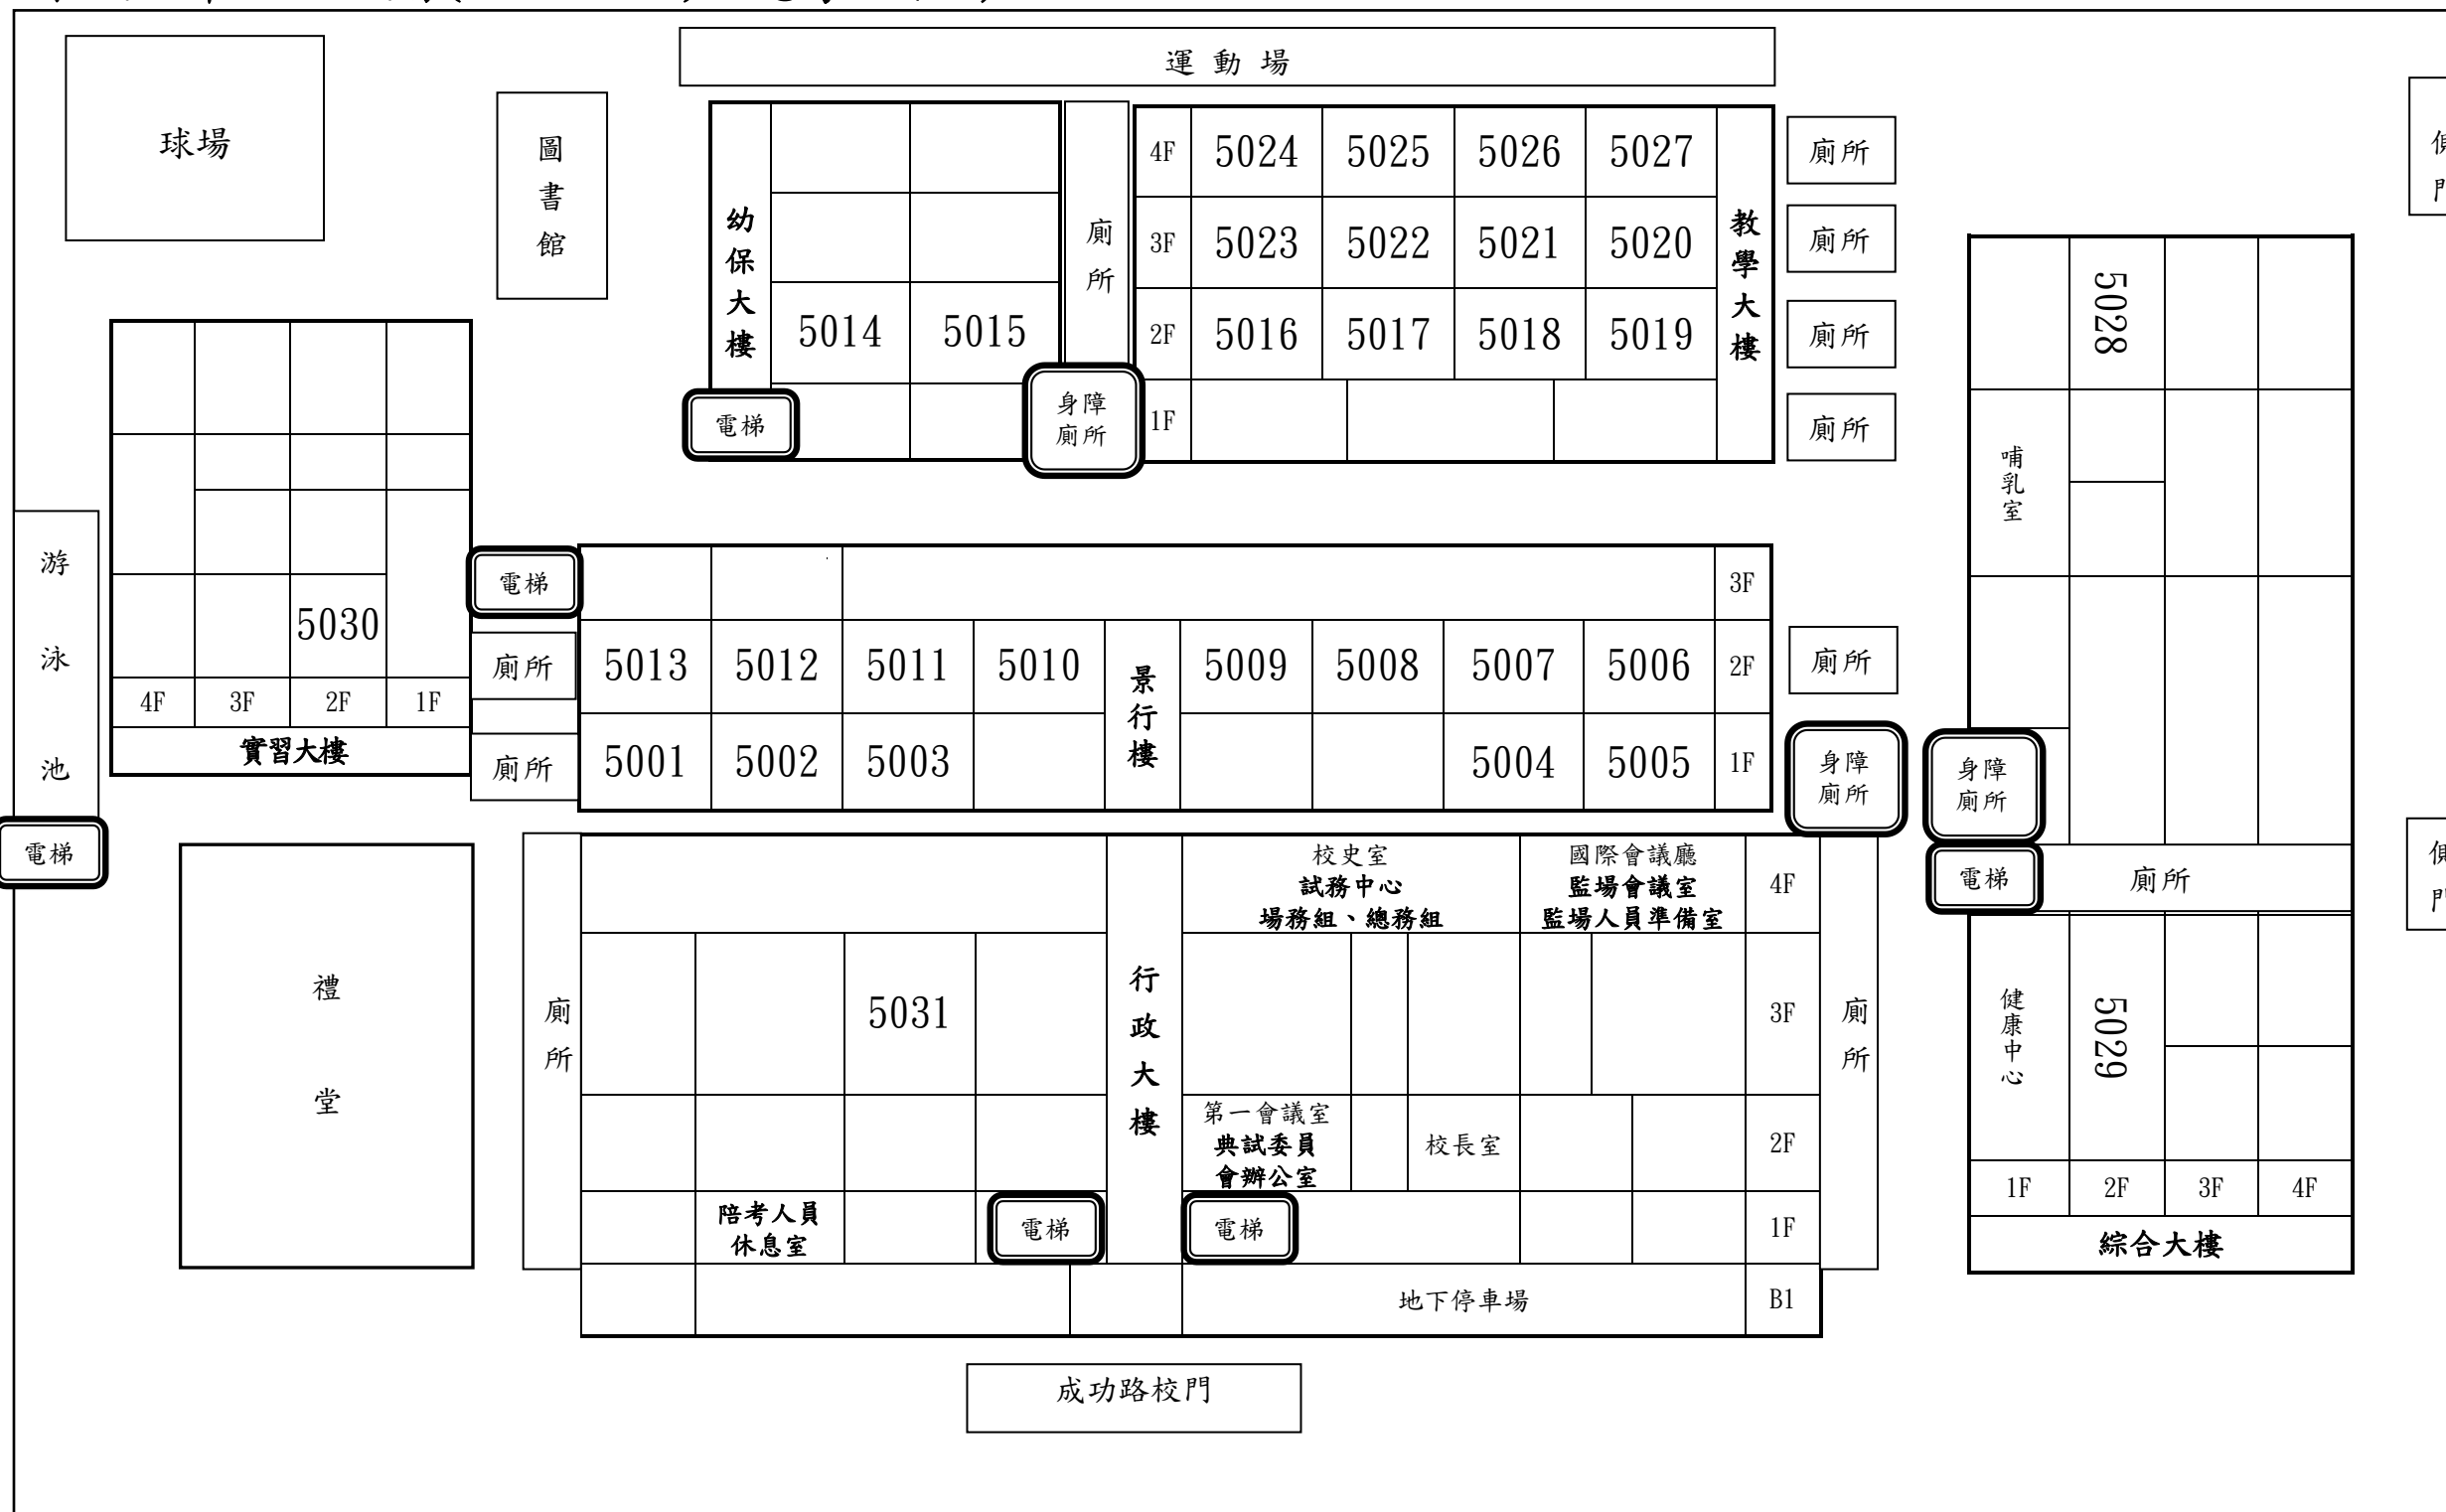 運動場
球場
圖書館
幼保大樓
5014 5015
電梯
廁所
身障
廁所
4F 5024 5025 5026 5027
3F 5023 5022 5021 5020
2F 5016 5017 5018 5019
1F
教學大樓
廁所
廁所
廁所
廁所
游泳池
電梯
5030
4F 3F 2F 1F
實習大樓
電梯
廁所
廁所
3F
5013 5012 5011 5010 5009 5008 5007 5006 2F
5001 5002 5003 5004 5005 1F
景行樓
廁所
身障
廁所
禮堂
廁所
行政大樓
校史室
試務中心
場務組、總務組
國際會議廳
監場會議室
監場人員準備室
4F
5031
3F
第一會議室
典試委員
會辦公室
校長室
2F
陪考人員
休息室
電梯
電梯
1F
地下停車場
B1
廁所
5028
哺乳室
身障
廁所
電梯
廁所
健康中心
5029
1F 2F 3F 4F
綜合大樓
成功路校門